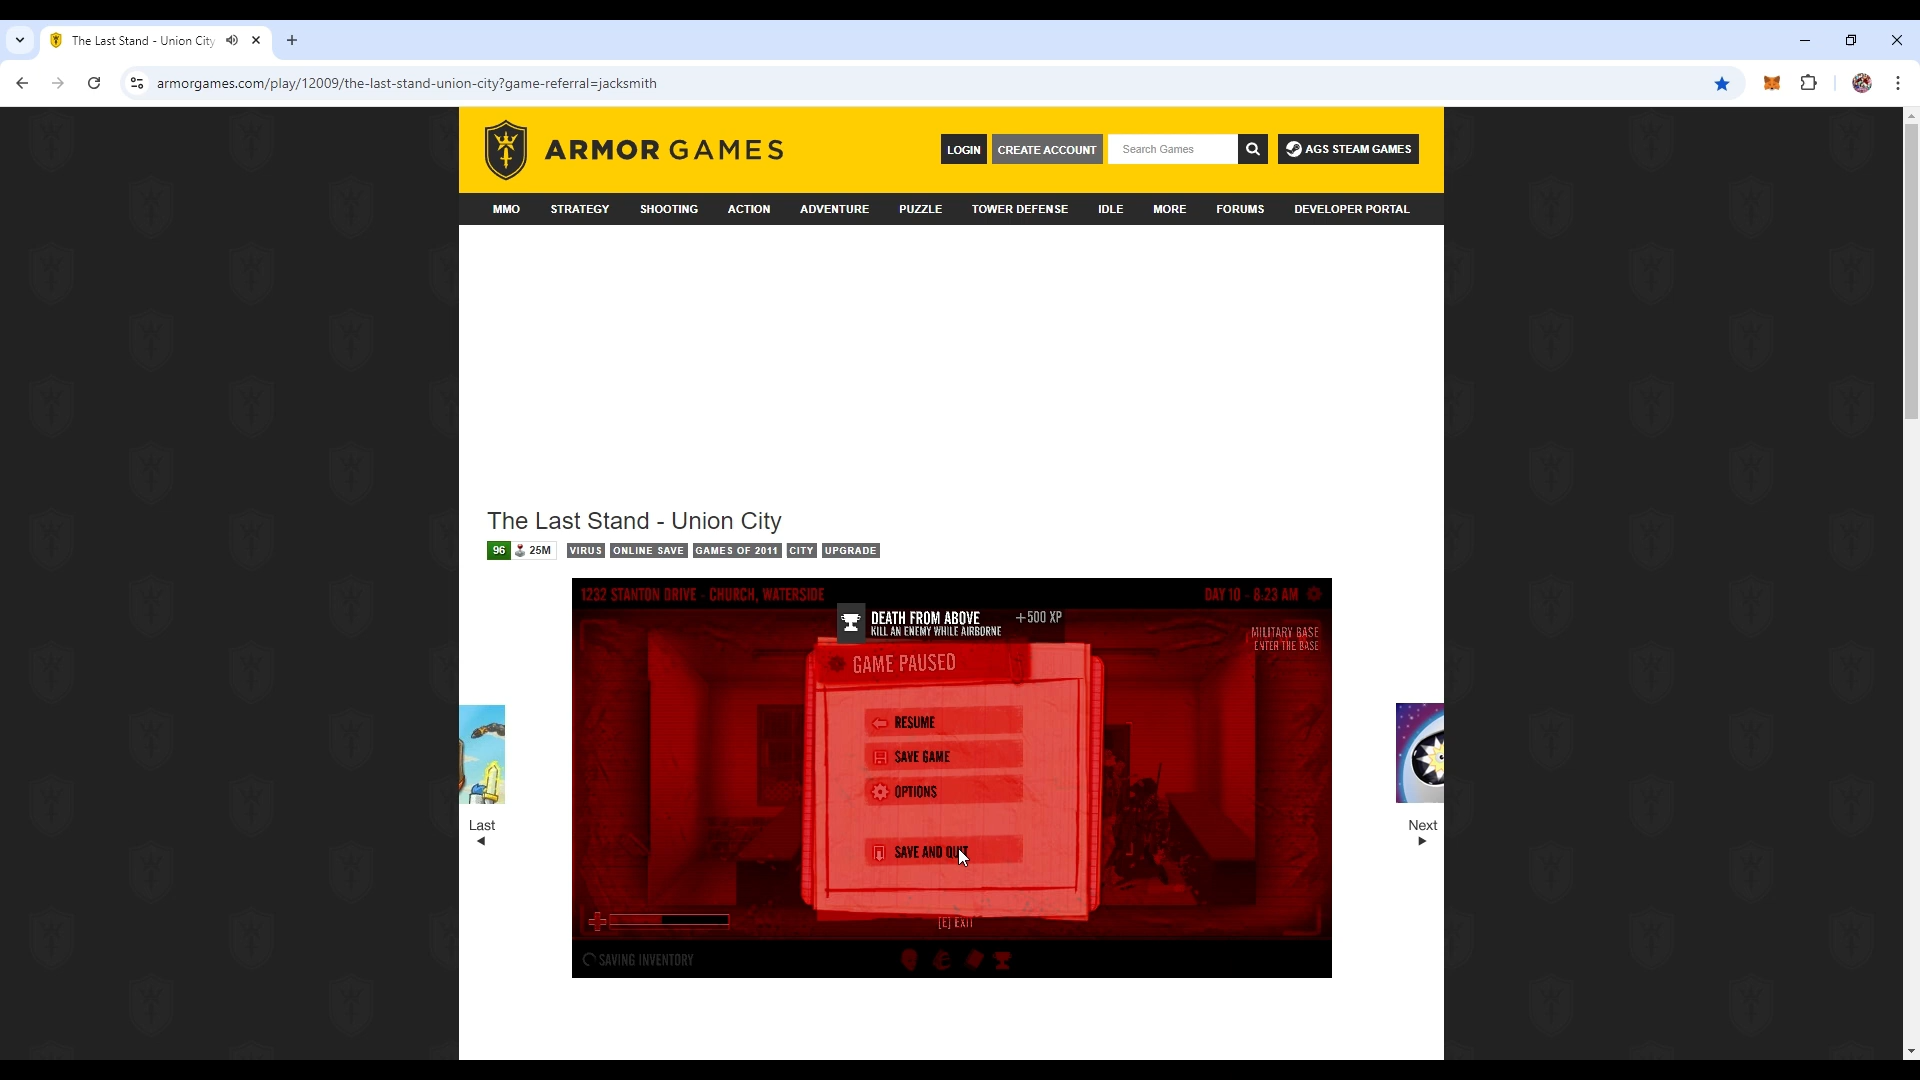 The Last Stand - Union City
armorgames.com/play/12009/the-last-stand-union-city?game-referral=jacksmith
ARMOR GAMES
LOGIN
CREATE ACCOUNT
Search Games
AGS STEAM GAMES
MMO STRATEGY SHOOTING ACTION ADVENTURE PUZZLE TOWER DEFENSE IDLE MORE FORUMS DEVELOPER PORTAL
The Last Stand - Union City
96 25M VIRUS ONLINE SAVE GAMES OF 2011 CITY UPGRADE
1232 STANTON DRIVE - CHURCH, WATERSIDE
DAY 10 - 8:23 AM
DEATH FROM ABOVE +500 XP
KILL AN ENEMY WHILE AIRBORNE
MILITARY BASE
ENTER THE BASE
GAME PAUSED
RESUME
SAVE GAME
OPTIONS
SAVE AND QUIT
Last
Next
[E] EXIT
SAVING INVENTORY